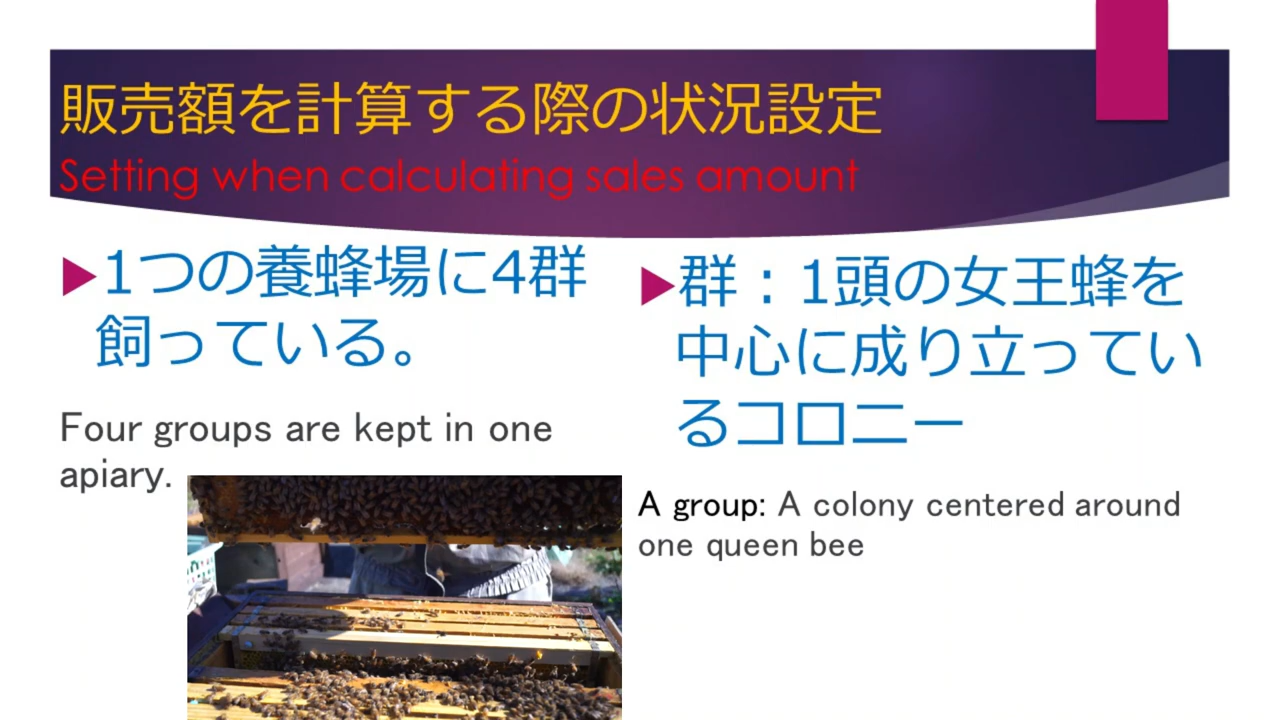 販売額を計算する際の状況設定
Setting when calculating sales amount
1つの養蜂場に4群
飼っている。
Four groups are kept in one
apiary.
群：1頭の女王蜂を
中心に成り立ってい
るコロニー
A group: A colony centered around
one queen bee